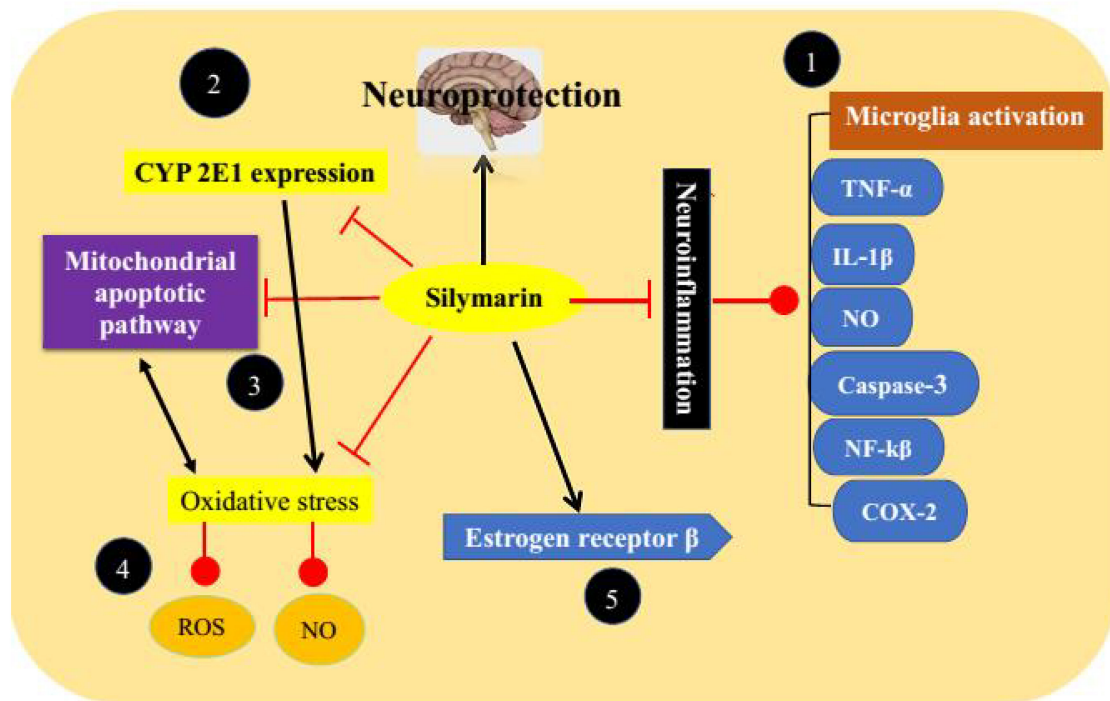 1
2
Neuroprotection
Microglia activation
CYP 2E1 expression
TNF-α
Neuroinflammation
Mitochondrial
apoptotic
pathway
IL-1β
Silymarin
NO
3
Caspase-3
NF-kβ
Oxidative stress
COX-2
Estrogen receptor β
4
5
ROS
NO